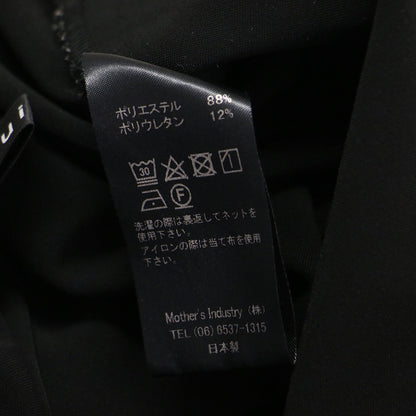 ui
ポリエステル 88%
ポリウレタン 12%
30
F
洗濯の際は裏返してネットを
使用下さい。
アイロンの際は当て布を使用
下さい。
Mother's Industry (株)
TEL (06) 6537-1315
日本製